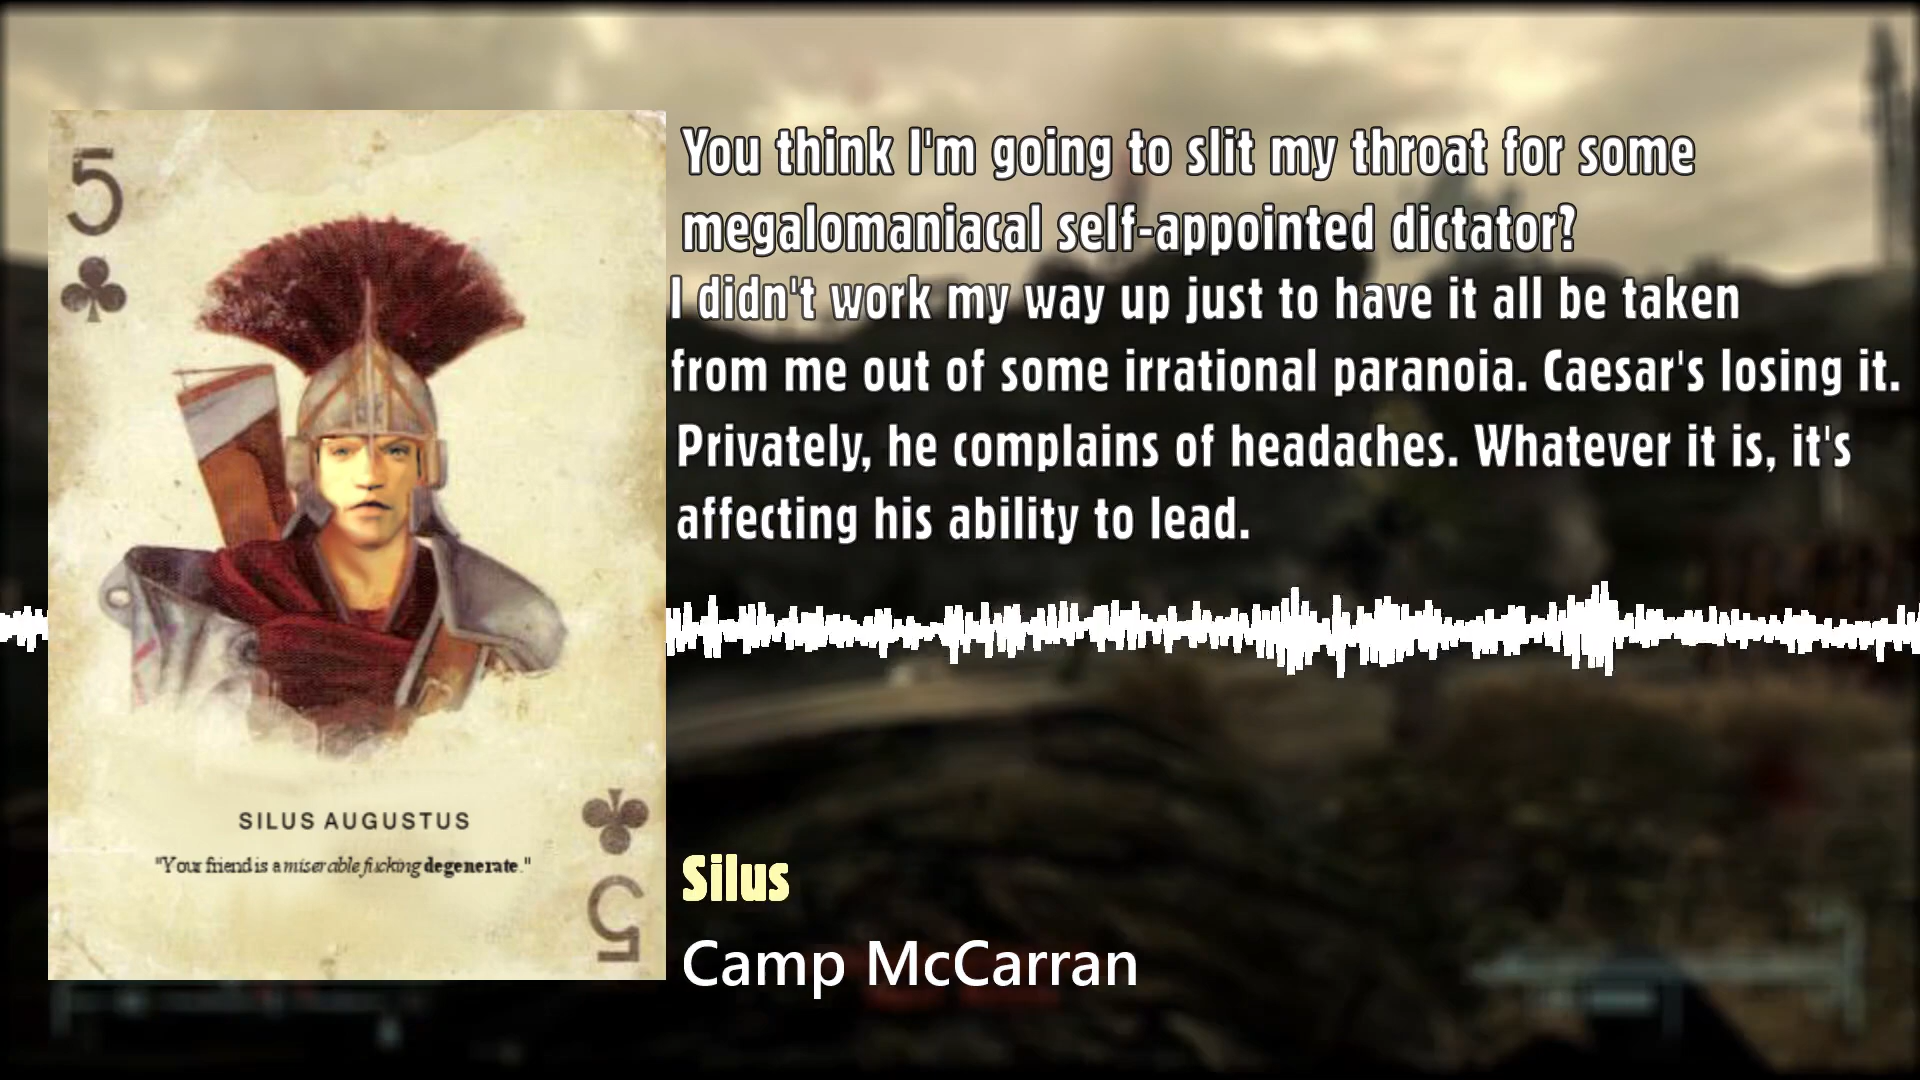 5
You think I'm going to slit my throat for some
megalomaniacal self-appointed dictator?
I didn't work my way up just to have it all be taken
from me out of some irrational paranoia. Caesar's losing it.
Privately, he complains of headaches. Whatever it is, it's
affecting his ability to lead.
SILUS AUGUSTUS
"Your friend is a miserable fucking degenerate."
5
Silus
Camp McCarran